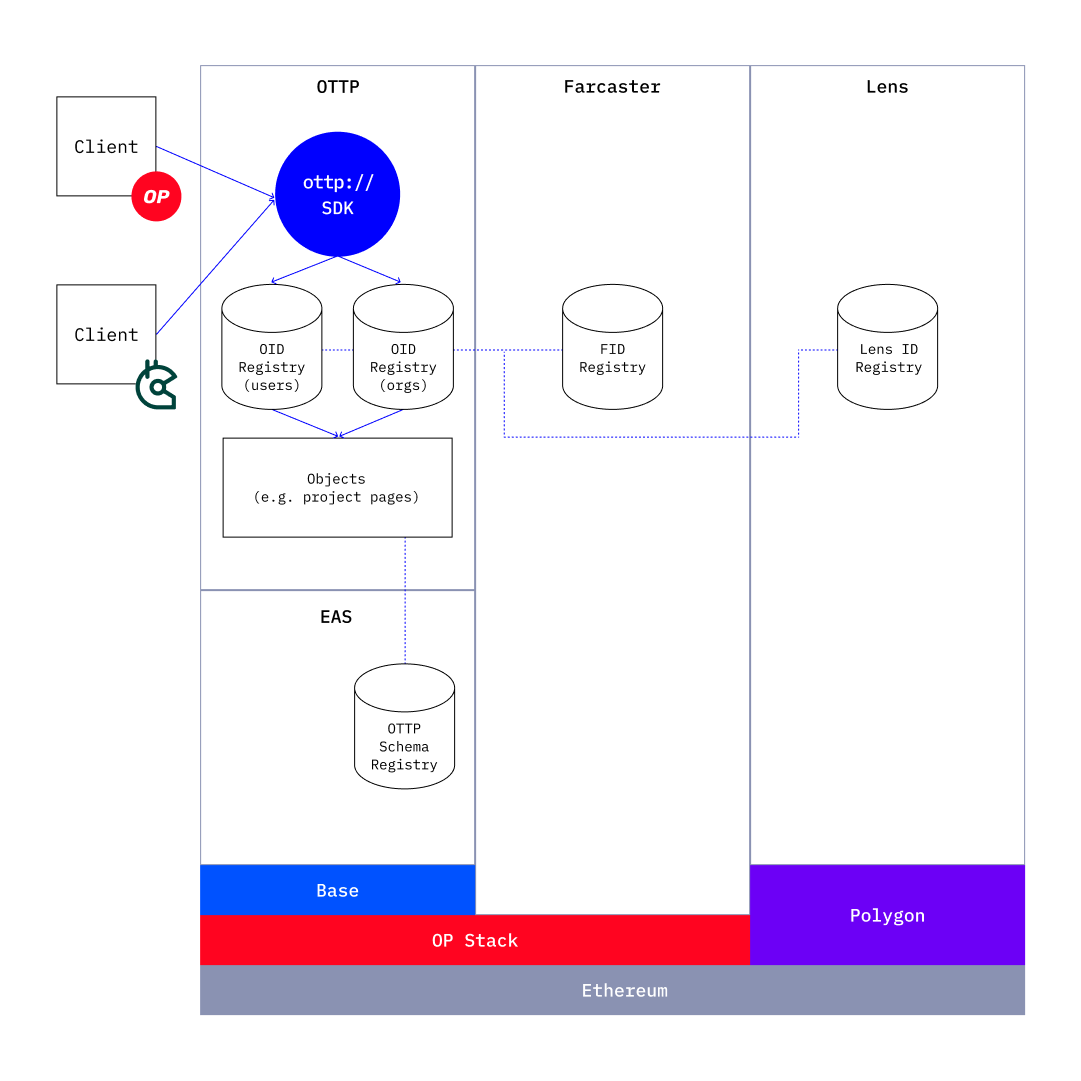 OTTP
Farcaster
Lens
Client
OP
ottp://
SDK
Client
OID
Registry
(users)
OID
Registry
(orgs)
FID
Registry
Lens ID
Registry
Objects
(e.g. project pages)
EAS
OTTP
Schema
Registry
Base
OP Stack
Polygon
Ethereum